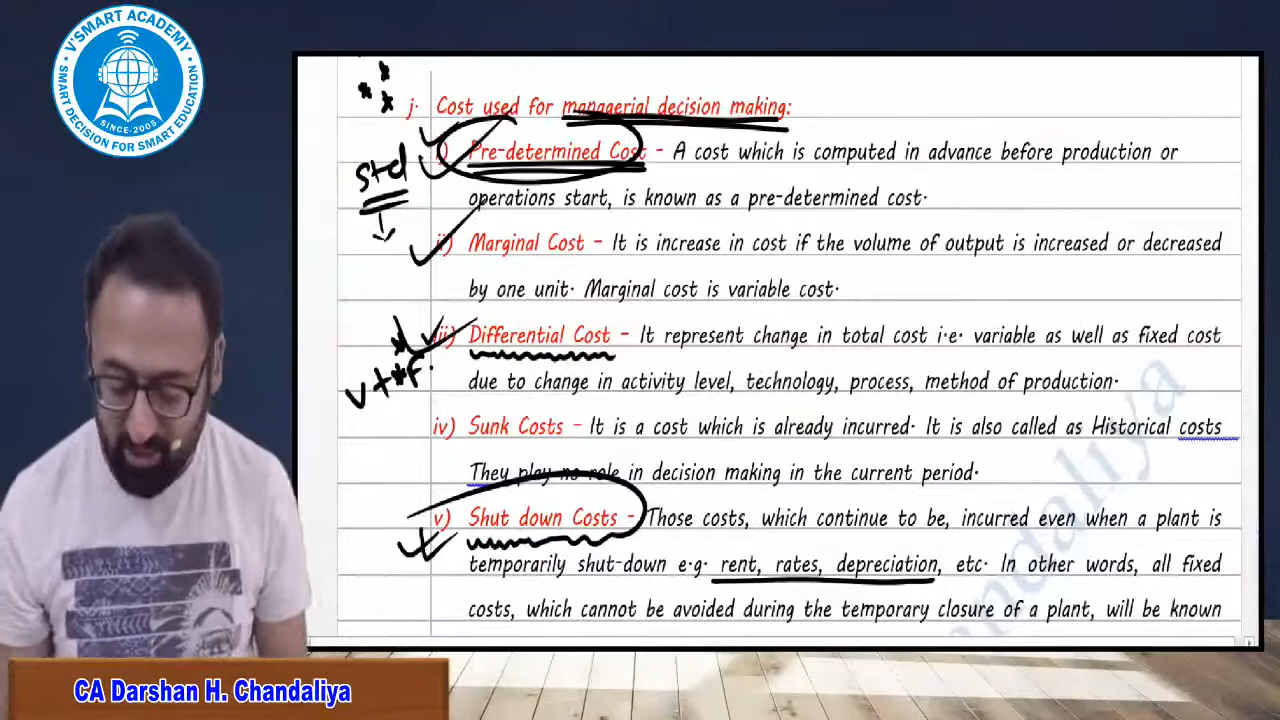 V'SMART ACADEMY
SINCE-2005
SMART DECISION FOR SMART EDUCATION
j. Cost used for managerial decision making:
i) Pre-determined Cost - A cost which is computed in advance before production or
operations start, is known as a pre-determined cost.
std
ii) Marginal Cost - It is increase in cost if the volume of output is increased or decreased
by one unit. Marginal cost is variable cost.
iii) Differential Cost - It represent change in total cost i.e. variable as well as fixed cost
V + F
due to change in activity level, technology, process, method of production.
iv) Sunk Costs - It is a cost which is already incurred. It is also called as Historical costs
They play no role in decision making in the current period.
v) Shut down Costs - Those costs, which continue to be, incurred even when a plant is
temporarily shut-down e.g. rent, rates, depreciation, etc. In other words, all fixed
costs, which cannot be avoided during the temporary closure of a plant, will be known
CA Darshan H. Chandaliya